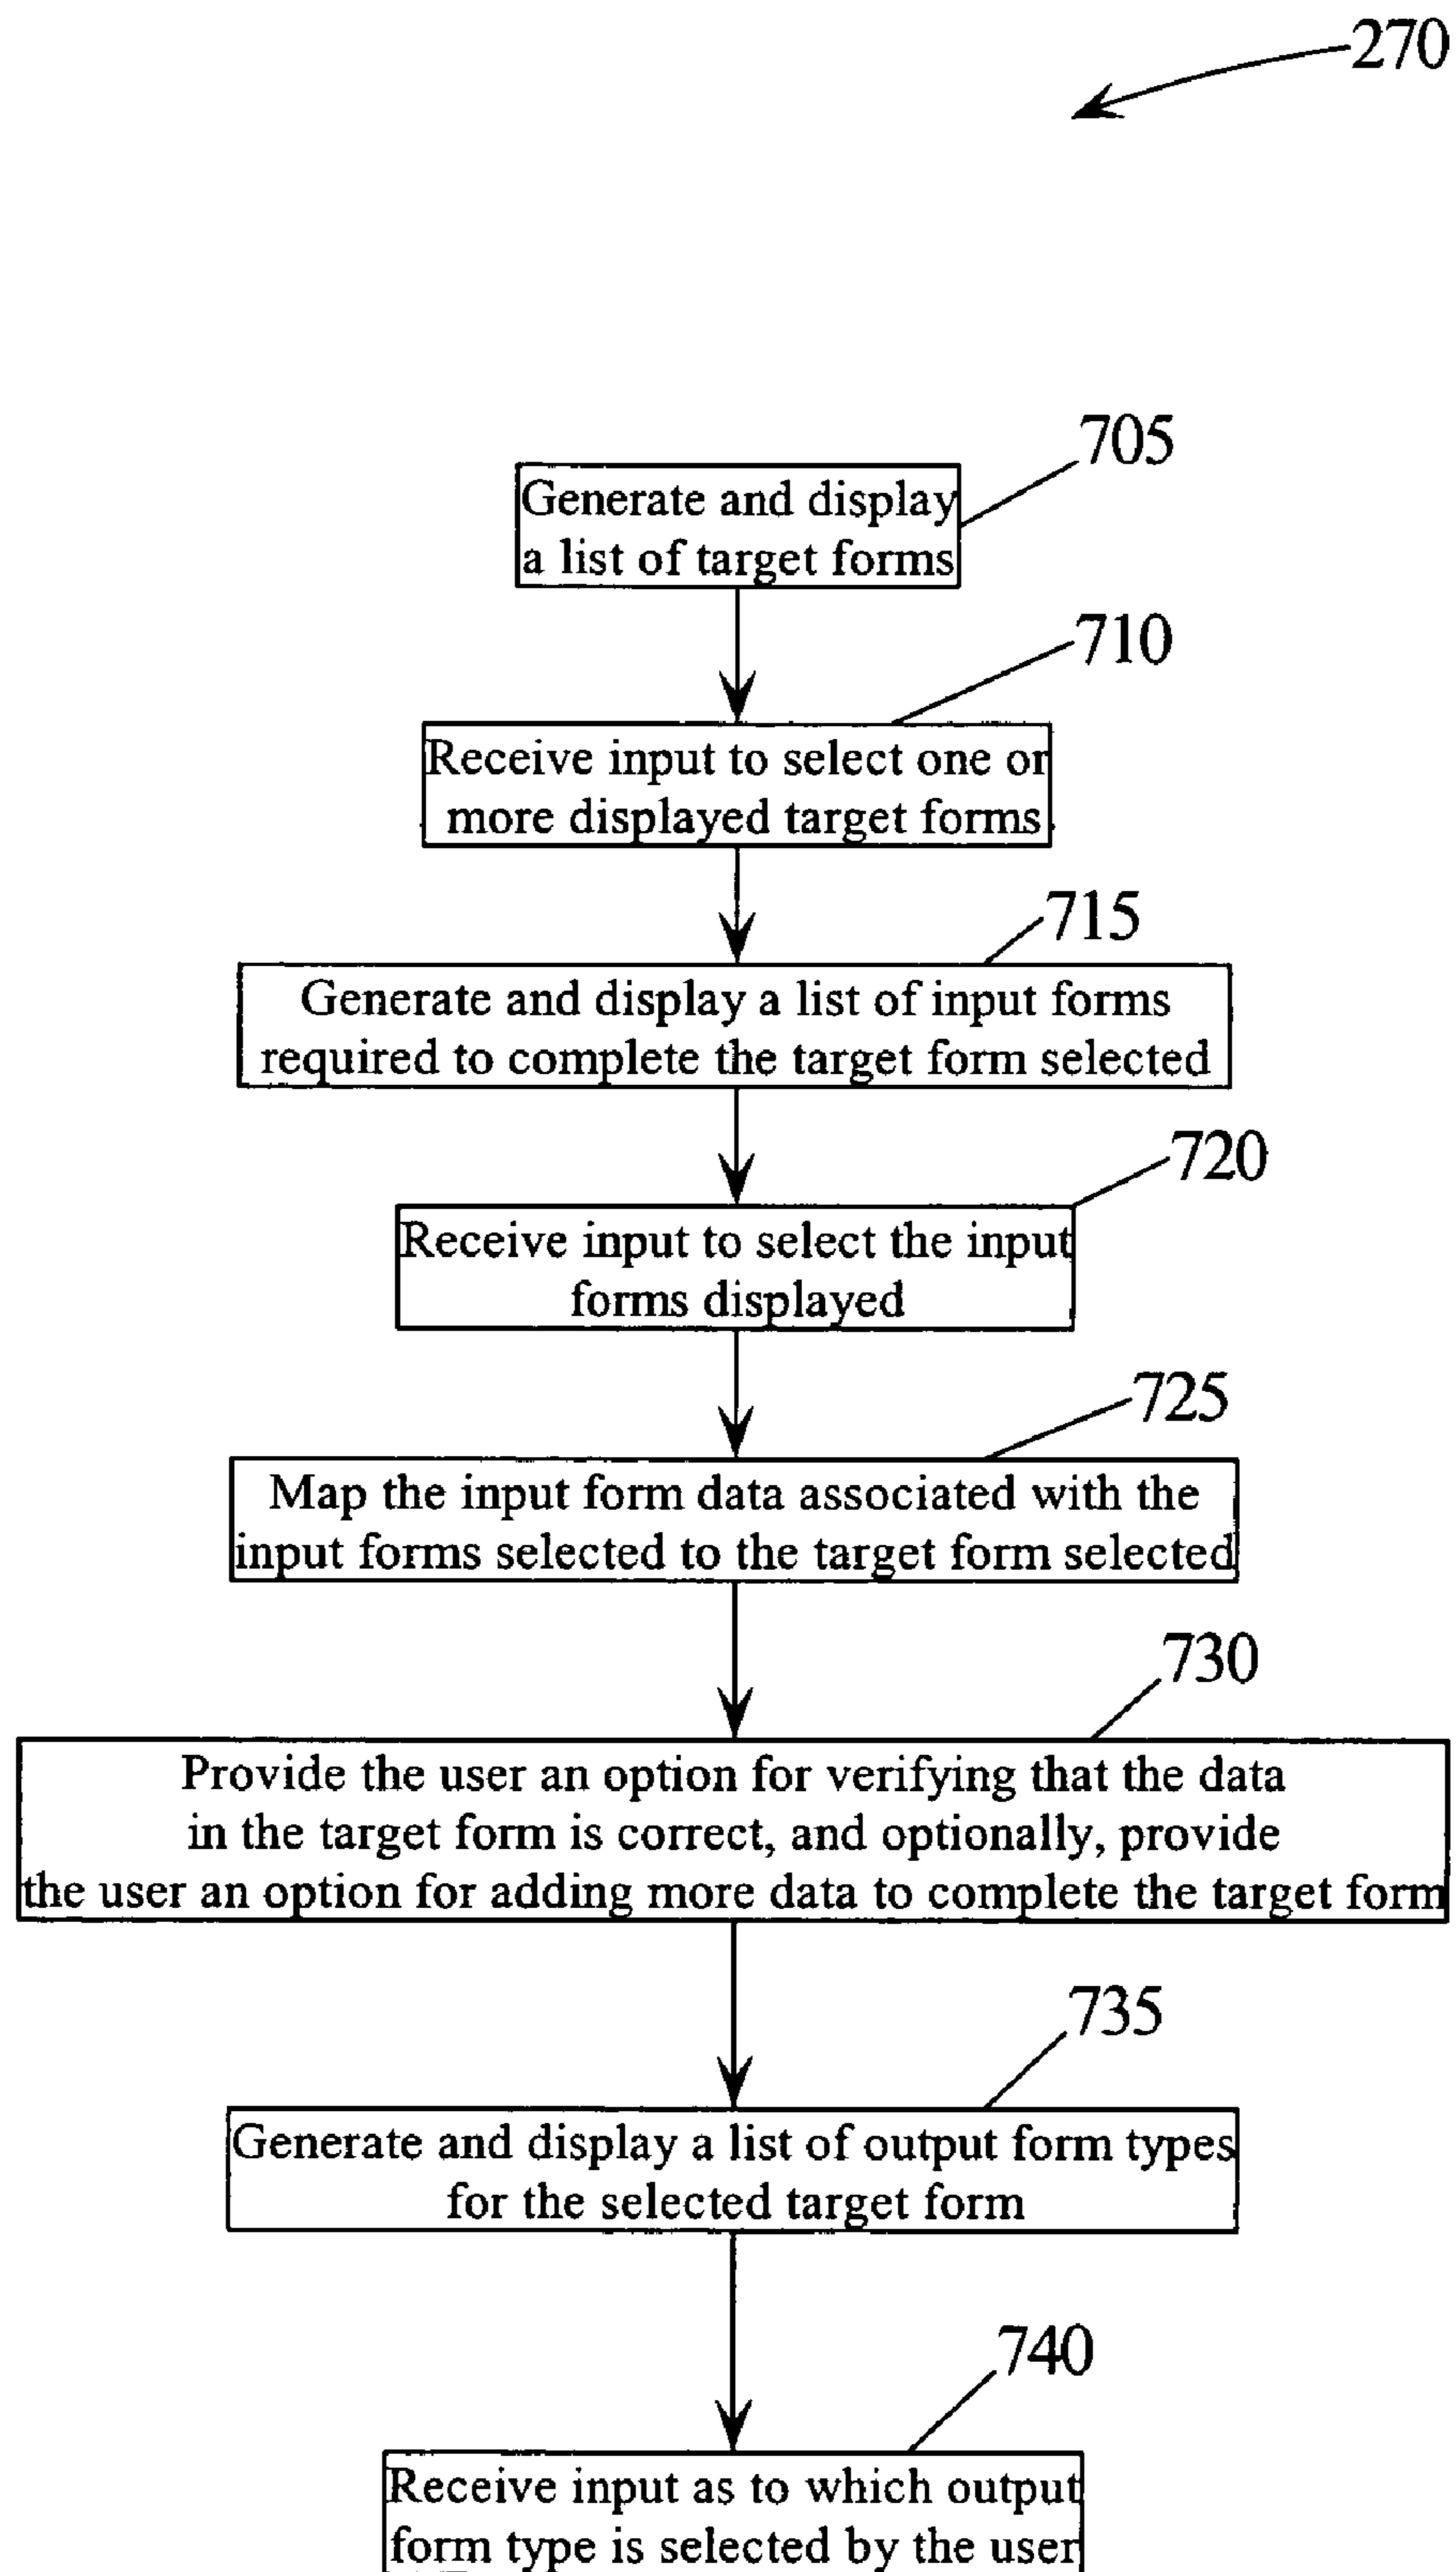 270
705
Generate and display
a list of target forms
710
Receive input to select one or
more displayed target forms
715
Generate and display a list of input forms
required to complete the target form selected
720
Receive input to select the input
forms displayed
725
Map the input form data associated with the
input forms selected to the target form selected
730
Provide the user an option for verifying that the data
in the target form is correct, and optionally, provide
the user an option for adding more data to complete the target form
735
Generate and display a list of output form types
for the selected target form
740
Receive input as to which output
form type is selected by the user